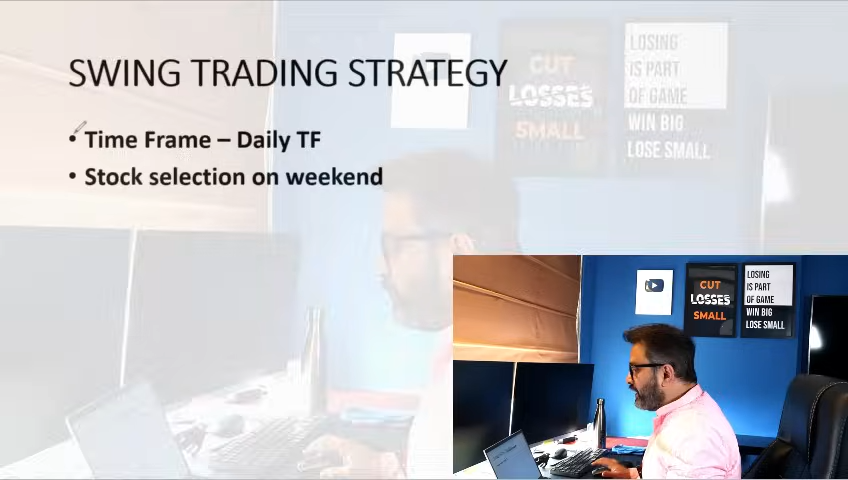 SWING TRADING STRATEGY
• Time Frame – Daily TF
• Stock selection on weekend
CUT
LOSSES
SMALL
LOSING
IS PART
OF GAME
WIN BIG
LOSE SMALL
CUT
LOSSES
SMALL
LOSING
IS PART
OF GAME
WIN BIG
LOSE SMALL